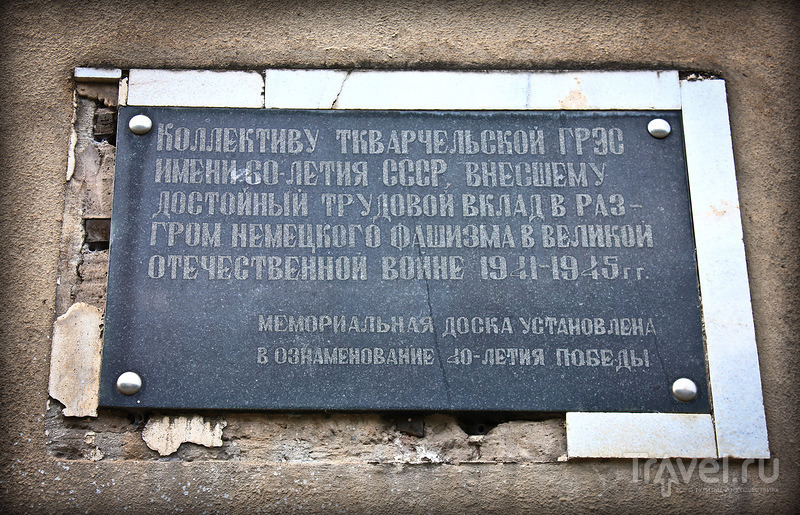 Коллективу Ткварчельской ГРЭС
имени 60-летия СССР, внесшему
достойный трудовой вклад в раз-
гром немецкого фашизма в Великой
Отечественной войне 1941-1945 гг.
Мемориальная доска установлена
в ознаменование 40-летия Победы
Travel.ru